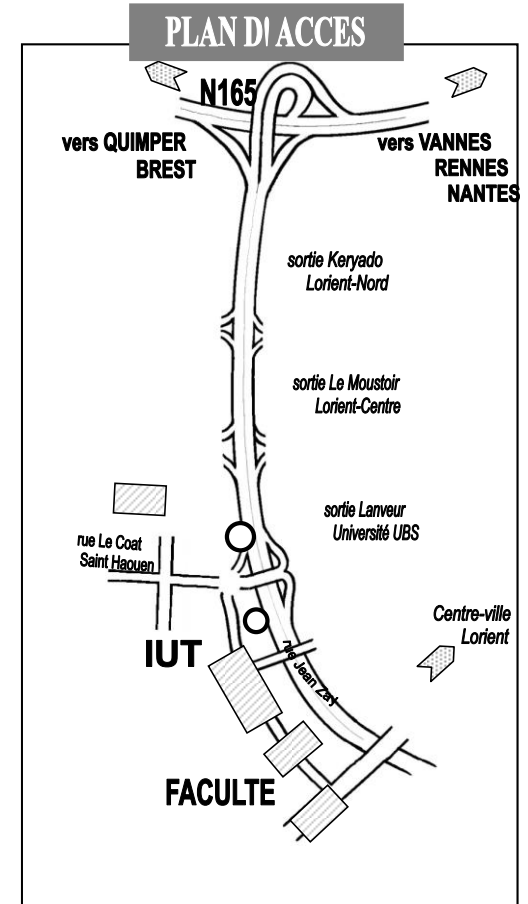 PLAN D'ACCES
N165
vers QUIMPER
BREST
vers VANNES
RENNES
NANTES
sortie Keryado
Lorient-Nord
sortie Le Moustoir
Lorient-Centre
sortie Lanveur
Université UBS
rue Le Coat
Saint Haouen
Centre-ville
Lorient
IUT
rue Jean Zay
FACULTE